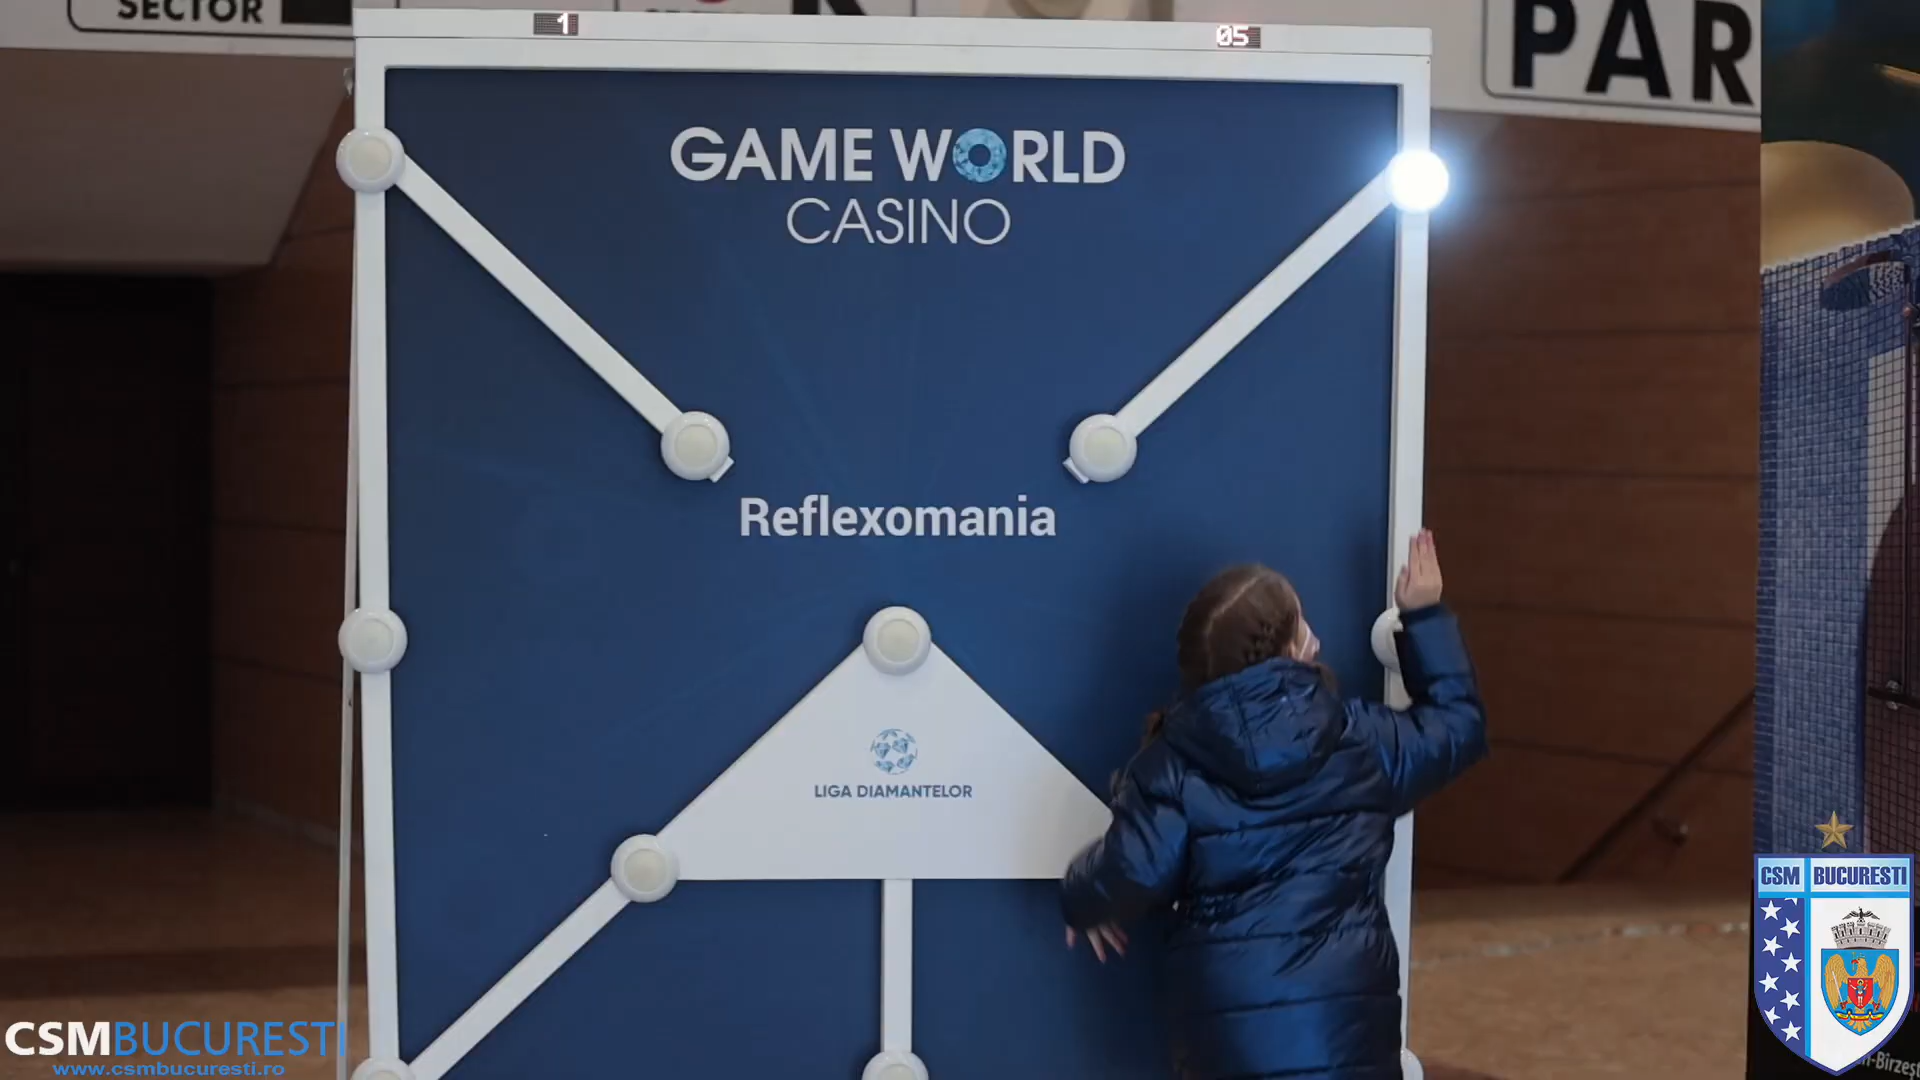 SECTOR
1
05
PAR
GAME WORLD
CASINO
Reflexomania
LIGA DIAMANTELOR
CSM BUCURESTI
CSMBUCURESTI
www.csmbucuresti.ro